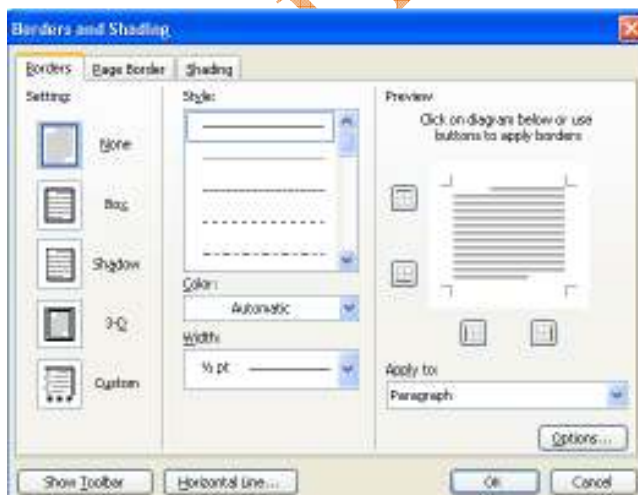 Borders and Shading
Borders Page Border Shading
Setting:
None
Box
Shadow
3-D
Custom
Style:
Color:
Automatic
Width:
½ pt
Preview
Click on diagram below or use
buttons to apply borders
Apply to:
Paragraph
Options...
Show Toolbar Horizontal Line... OK Cancel